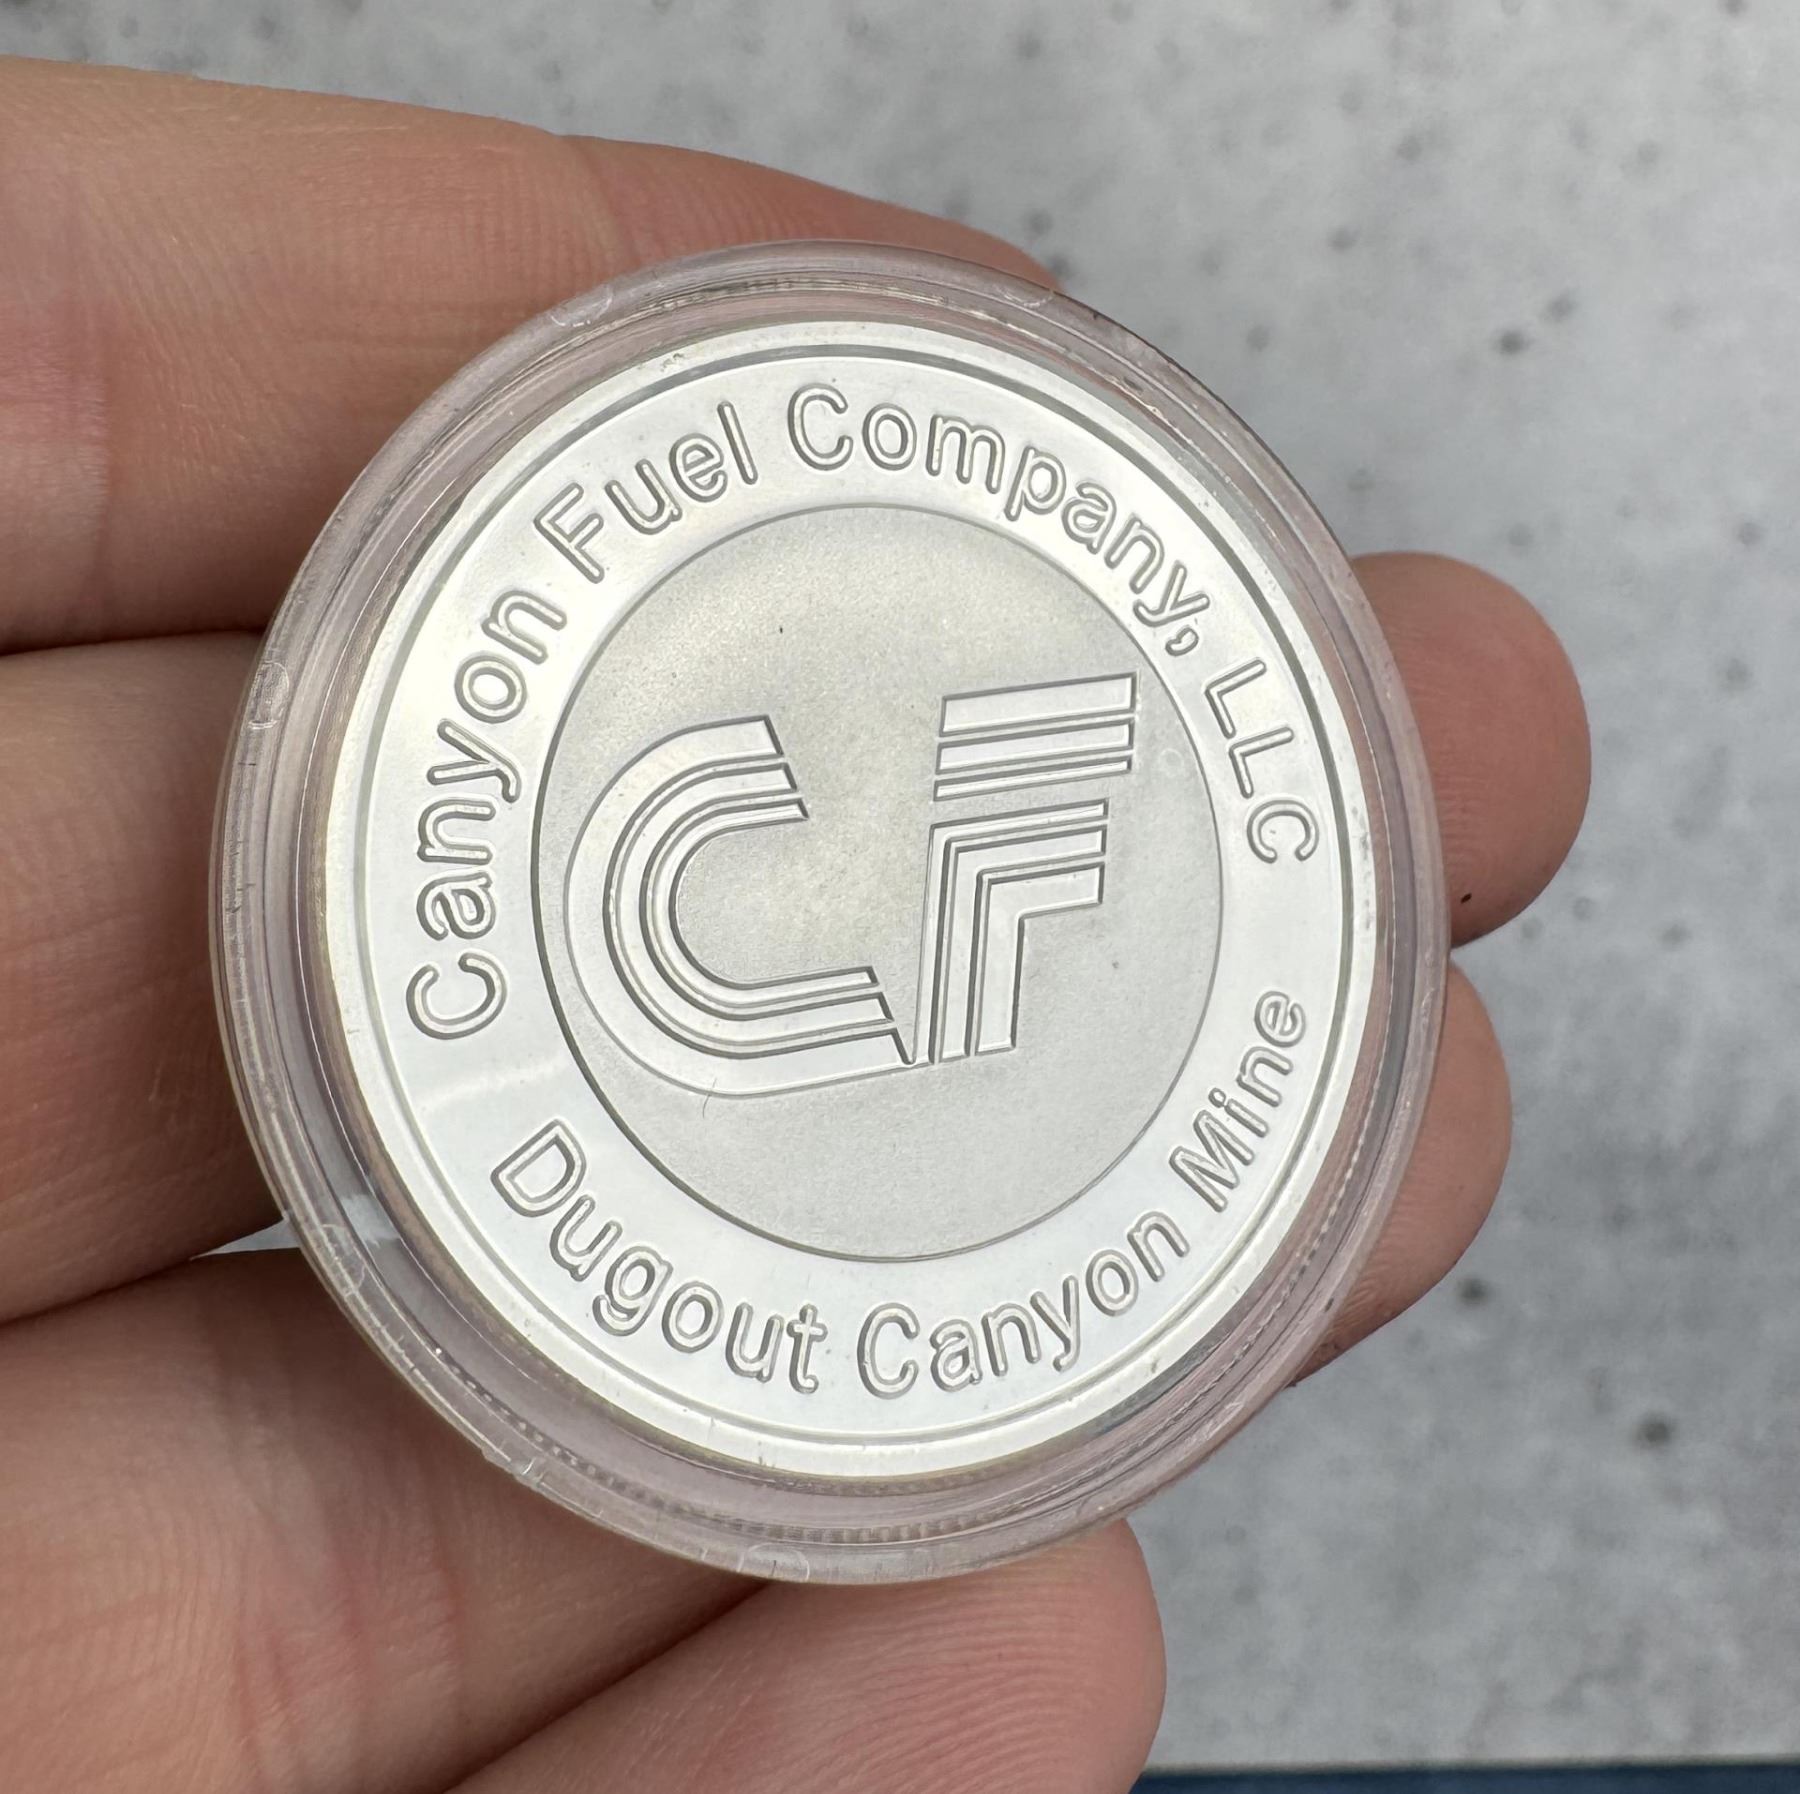 Canyon Fuel Company, LLC
CF
Dugout Canyon Mine